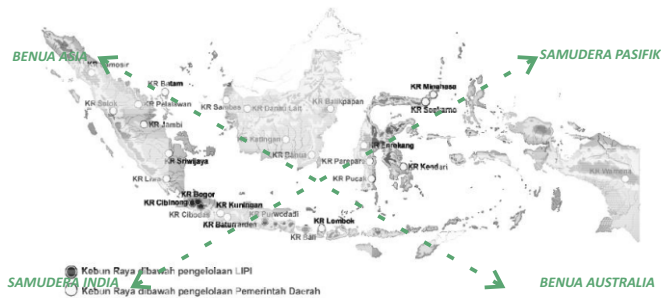 BENUA ASIA
SAMUDERA PASIFIK
KR Batam
KR Minahasa
KR Solok
KR Pelalawan
KR Sambas
KR Danau Lait
KR Balikpapan
KR Jambi
KR Katingan
KR Enrekang
KR Sriwijaya
KR Banua
KR Parepare
KR Kendari
KR Wamena
KR Liwa
KR Pucak
KR Bogor
KR Cibinong
KR Kuningan
KR Cibodas
KR Baturraden
KR Purwodadi
KR Lombok
KR Bali
SAMUDERA INDIA
Kebun Raya dibawah pengelolaan LIPI
BENUA AUSTRALIA
Kebun Raya dibawah pengelolaan Pemerintah Daerah